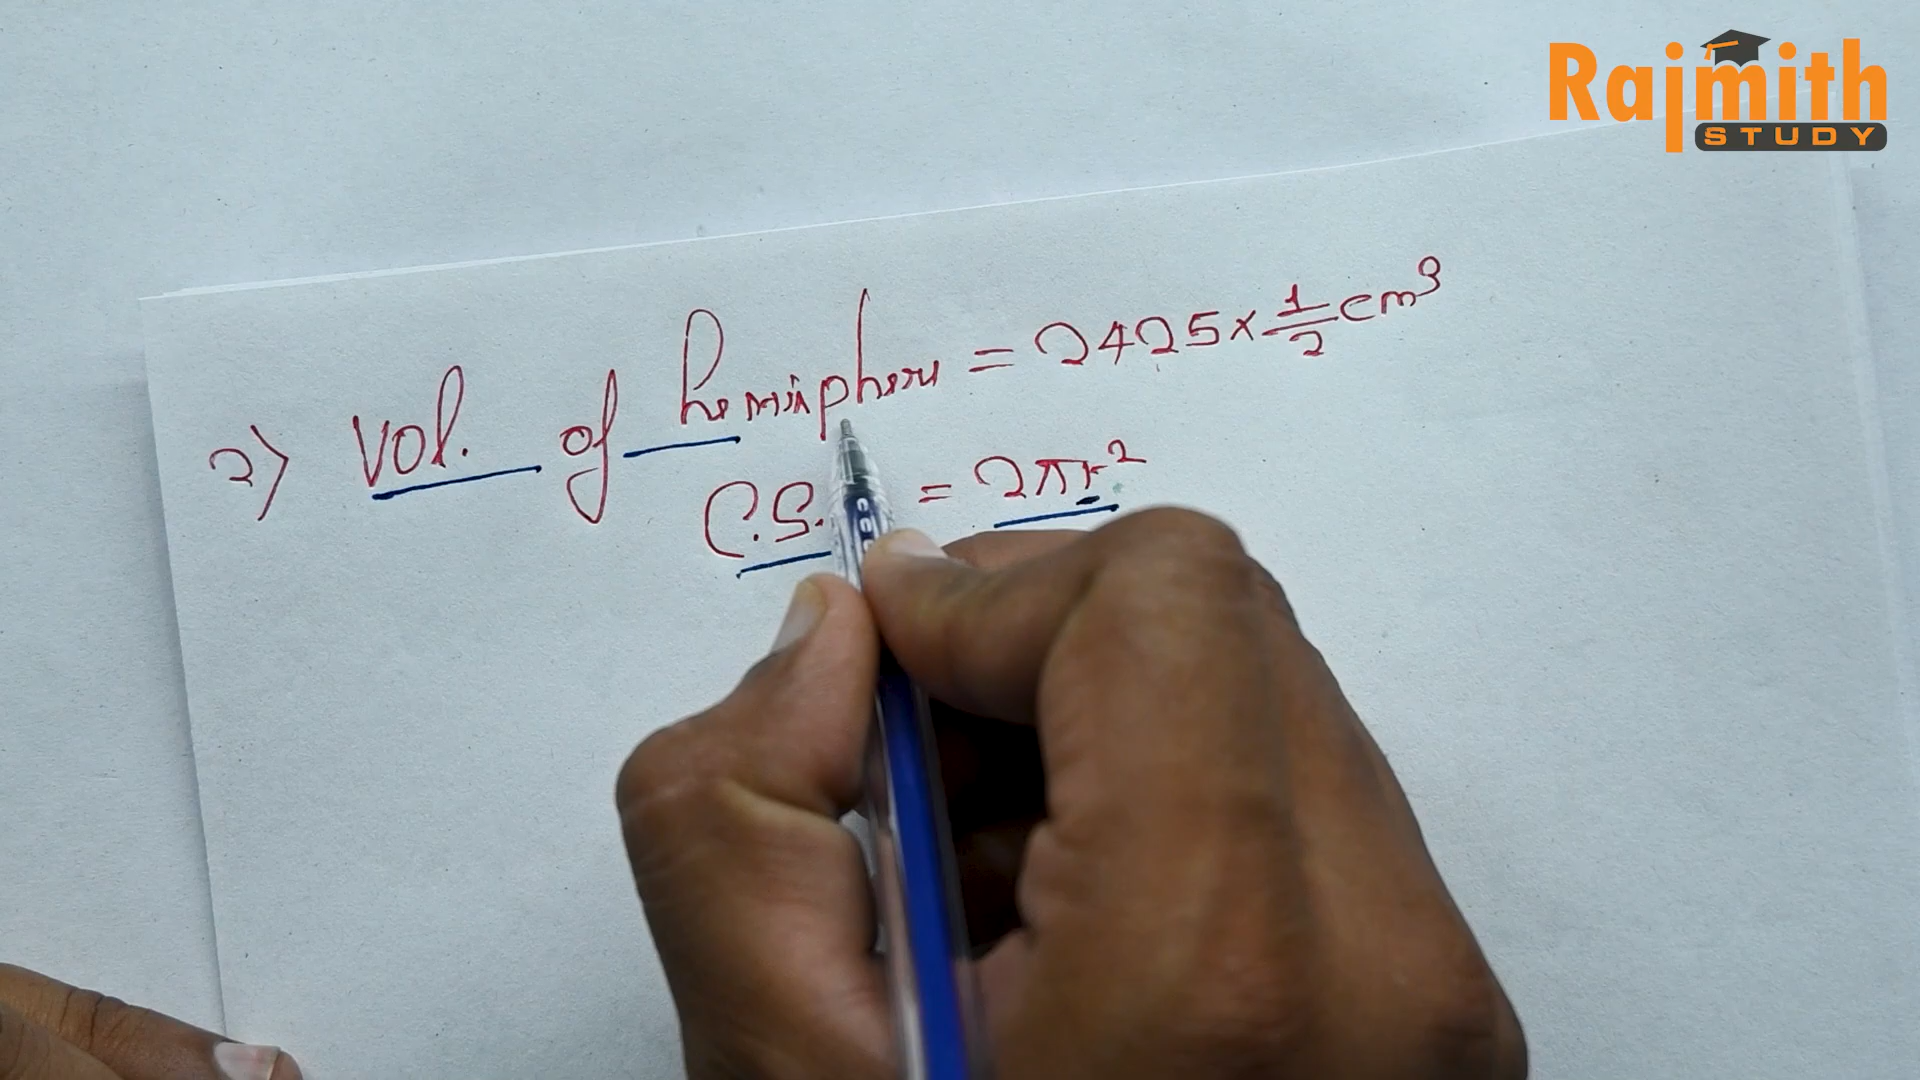 Rajmith
STUDY
2) Vol. of hemisphere = 2425 × 1/2 cm³
C.S. = 2πr²